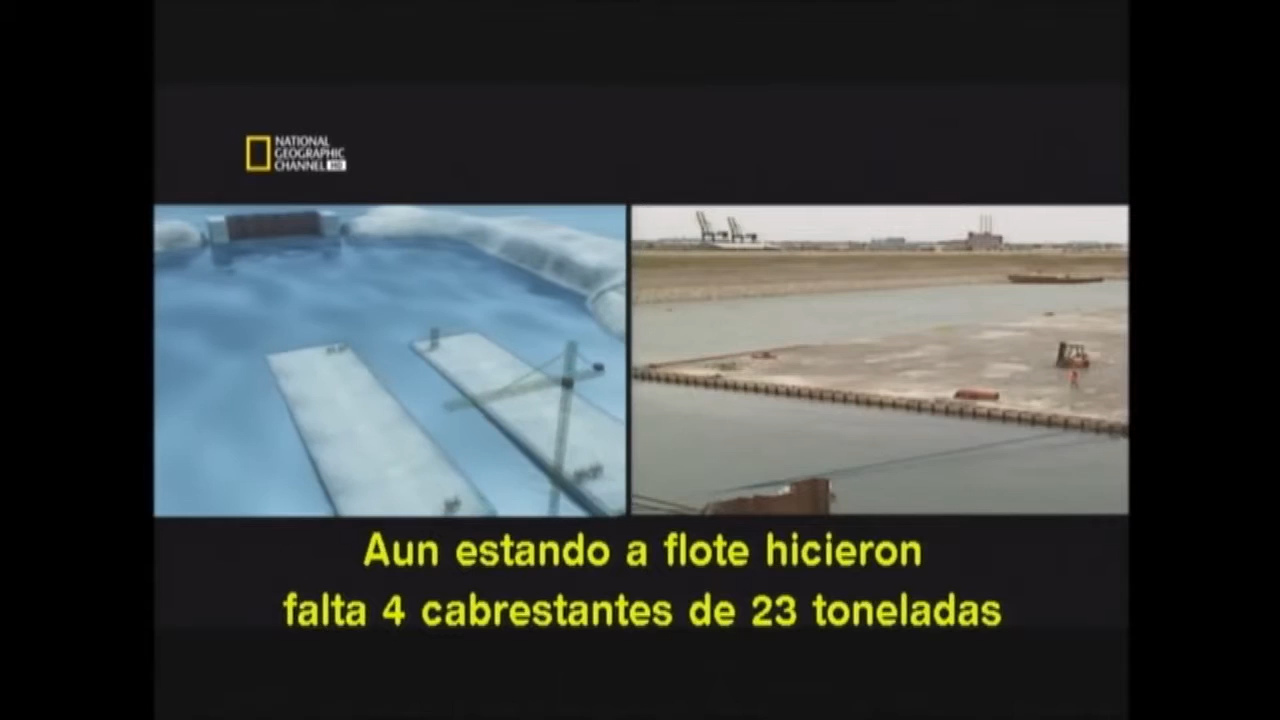 NATIONAL
GEOGRAPHIC
CHANNEL HD
Aun estando a flote hicieron
falta 4 cabrestantes de 23 toneladas